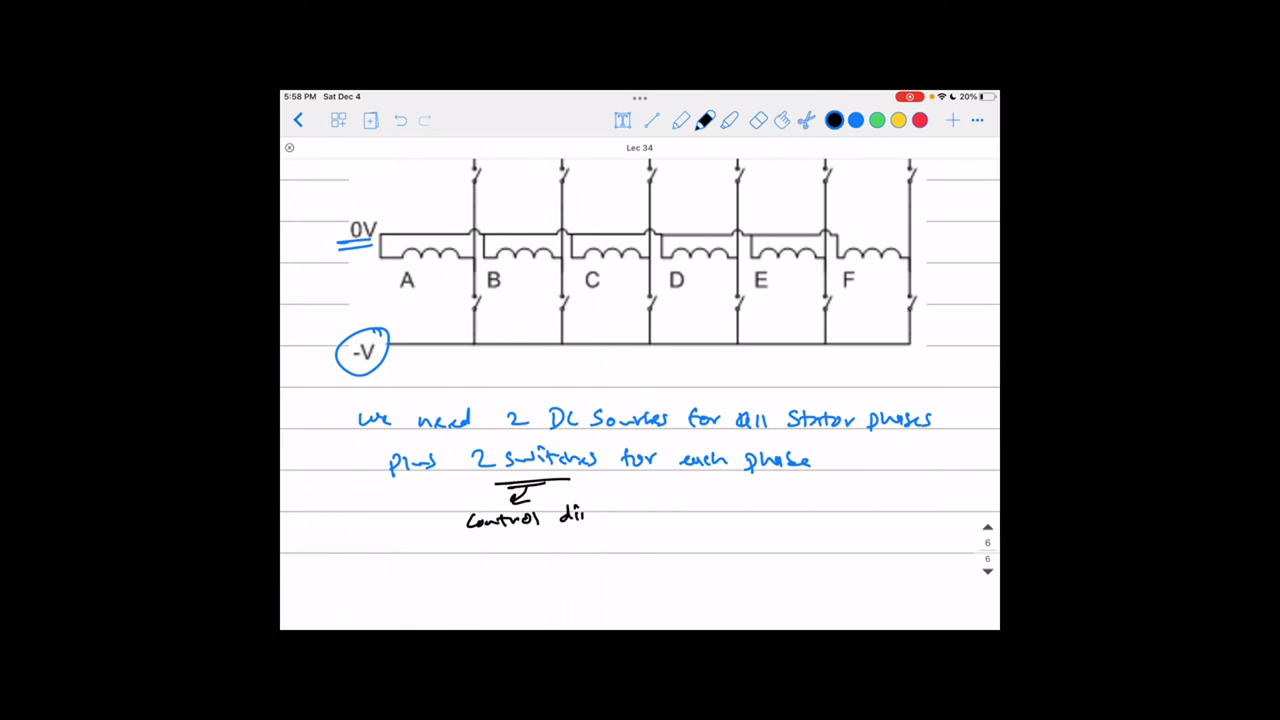 5:58 PM Sat Dec 4
20%
Lec 34
0V
A B C D E F
-V
we need 2 DC Sources for all Stator phases
plus 2 switches for each phase
control
6
6